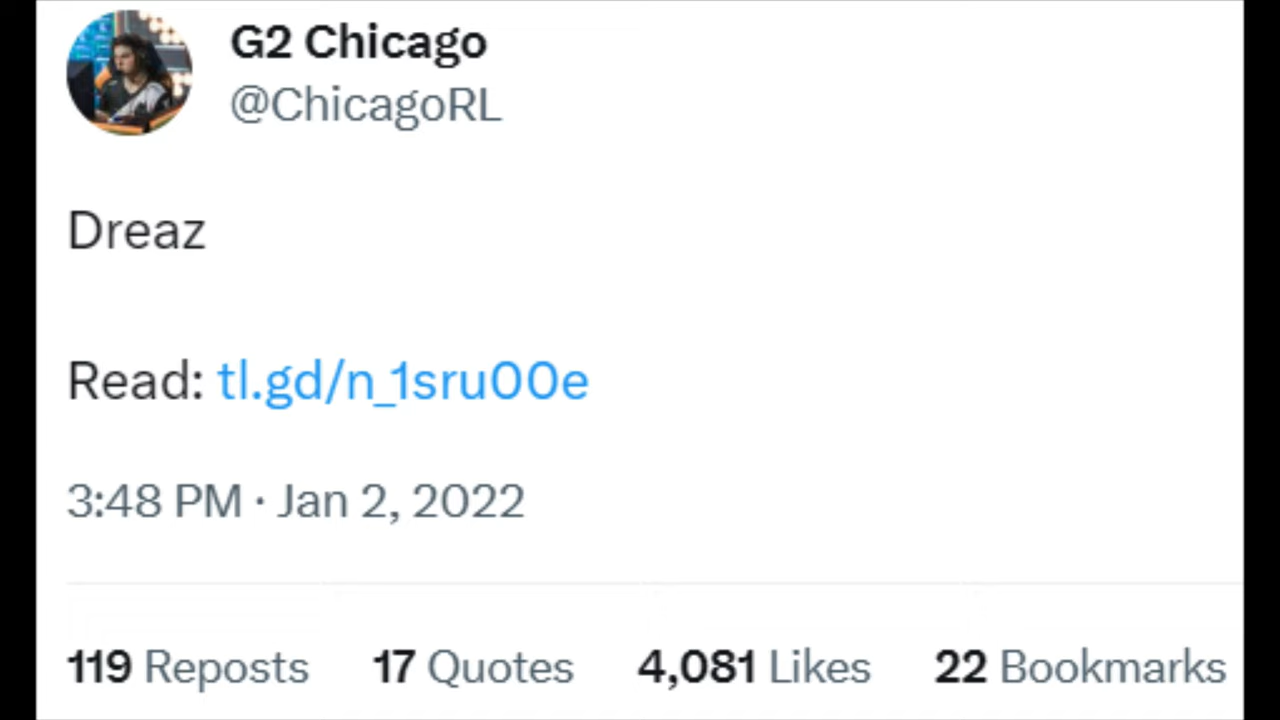 G2 Chicago
@ChicagoRL
Dreaz
Read: tl.gd/n_1sru00e
3:48 PM · Jan 2, 2022
119 Reposts 17 Quotes 4,081 Likes 22 Bookmarks